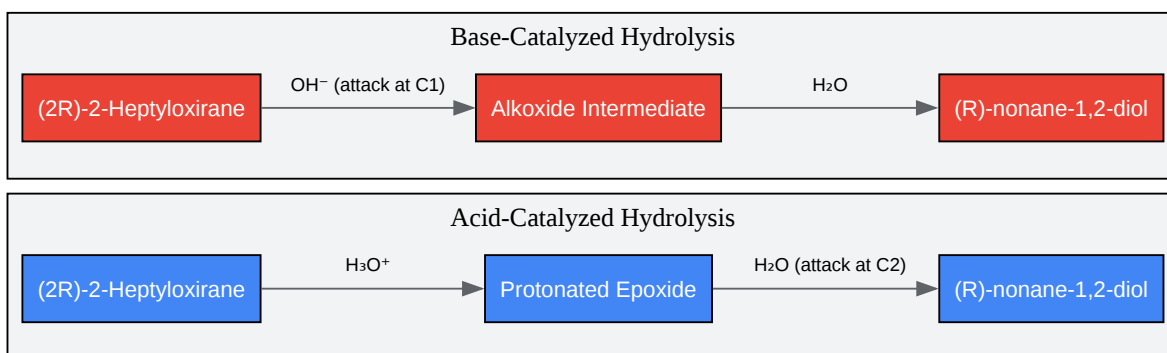 Base-Catalyzed Hydrolysis
(2R)-2-Heptyloxirane
OH⁻ (attack at C1)
Alkoxide Intermediate
H₂O
(R)-nonane-1,2-diol
Acid-Catalyzed Hydrolysis
(2R)-2-Heptyloxirane
H₃O⁺
Protonated Epoxide
H₂O (attack at C2)
(R)-nonane-1,2-diol